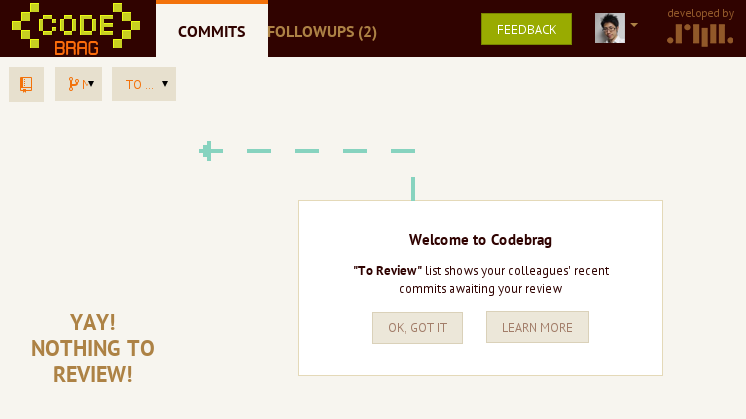 CODE
BRAG
COMMITS
FOLLOWUPS (2)
FEEDBACK
developed by
TO ...
Welcome to Codebrag
"To Review" list shows your colleagues' recent
commits awaiting your review
OK, GOT IT
LEARN MORE
YAY!
NOTHING TO
REVIEW!